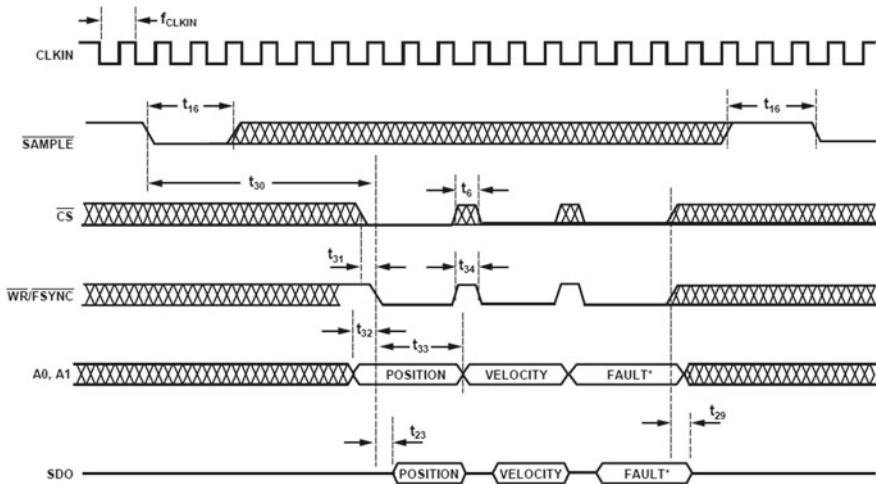 fCLKIN
CLKIN
t16
t16
SAMPLE
t30
t6
CS
t31
t34
WR/FSYNC
t32
t33
A0, A1
POSITION
VELOCITY
FAULT*
t23
t29
SDO
POSITION
VELOCITY
FAULT*